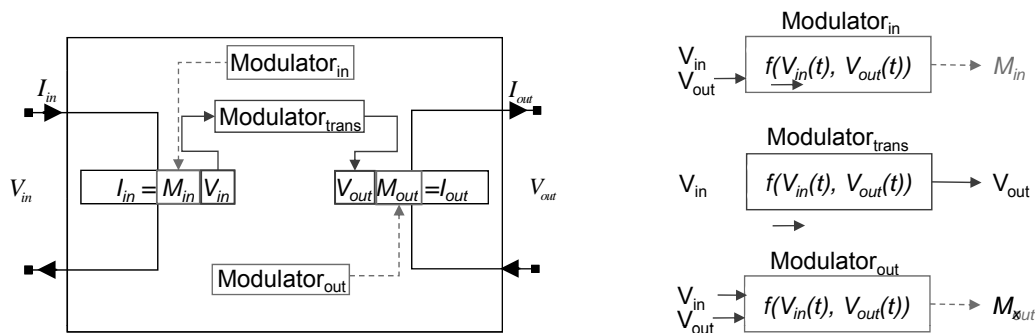 Modulator_in
I_in
I_out
Modulator_trans
V_in
I_in = M_in V_in
V_out M_out = I_out
V_out
Modulator_out
Modulator_in
V_in
V_out
f(V_in(t), V_out(t))
M_in
Modulator_trans
V_in
f(V_in(t), V_out(t))
V_out
Modulator_out
V_in
V_out
f(V_in(t), V_out(t))